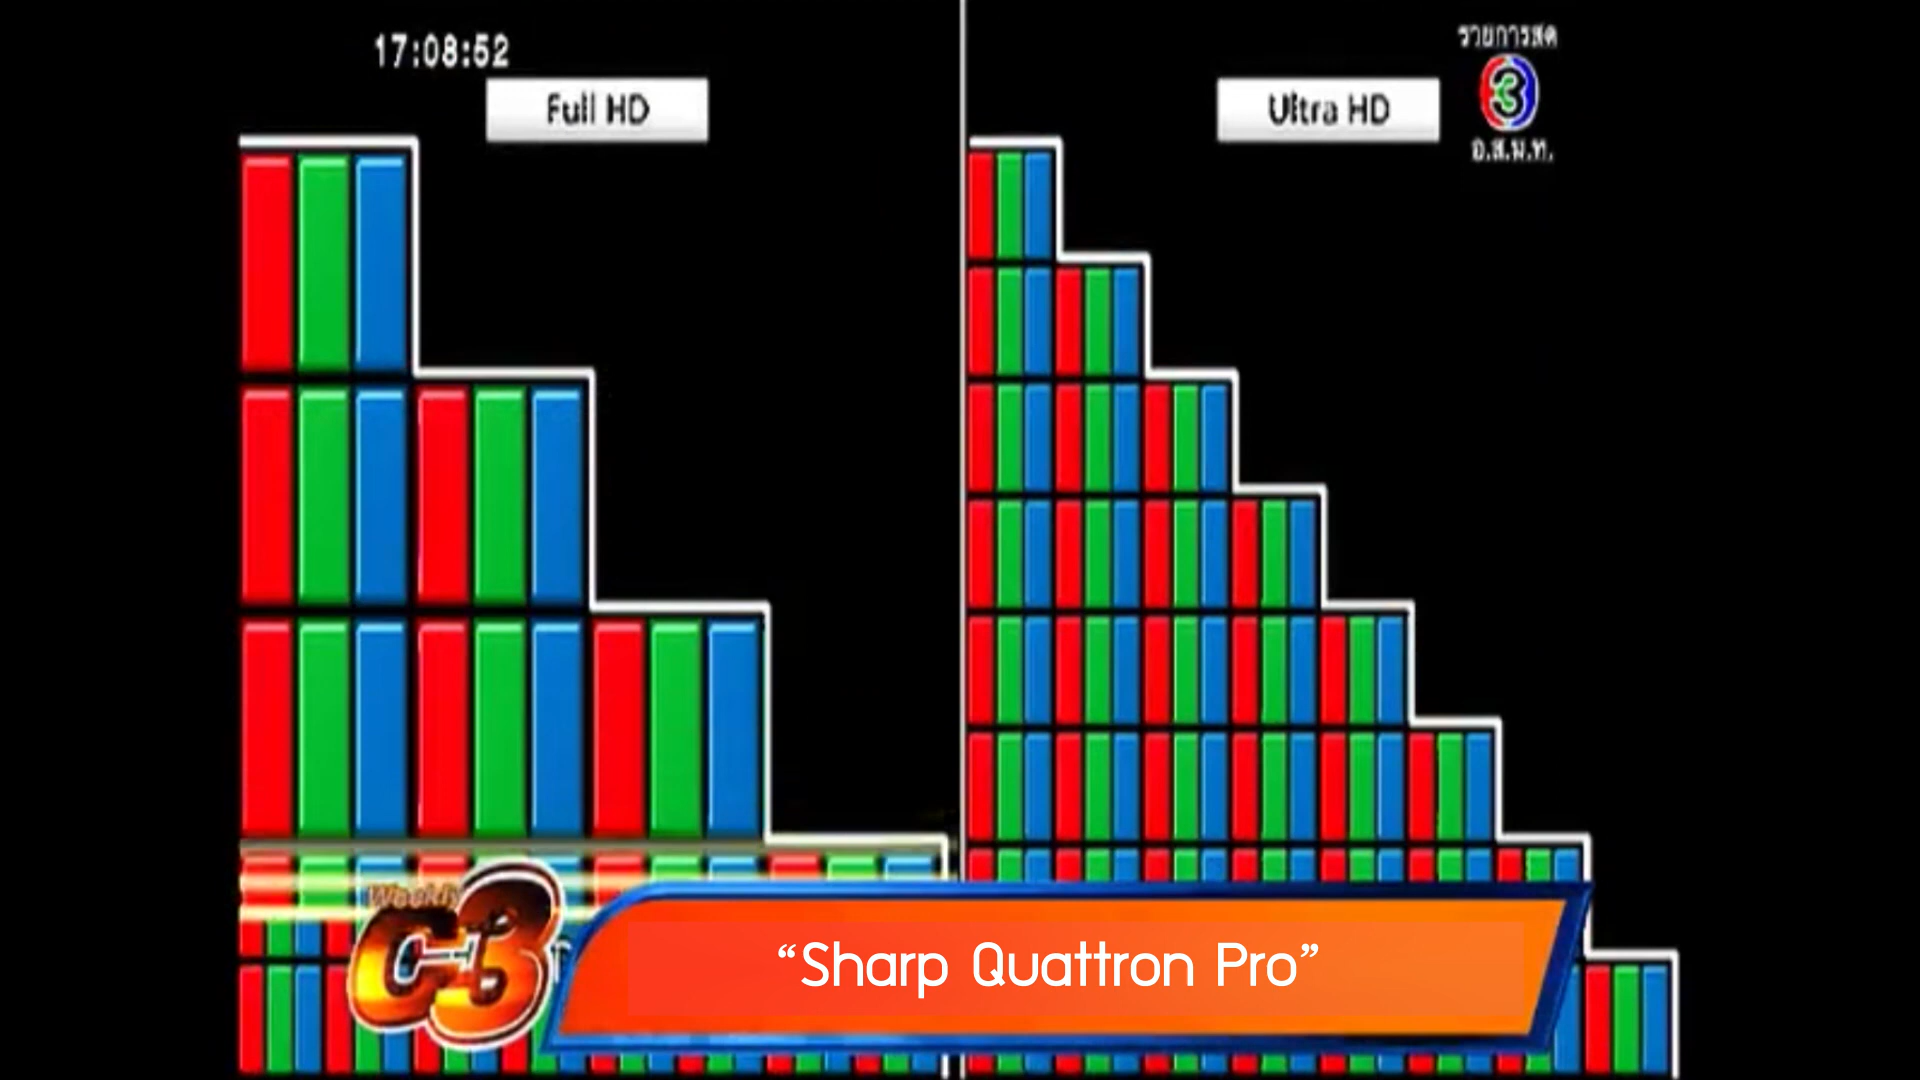 17:08:52
Full HD
Ultra HD
รายการสด
3
อ.ส.ม.ท.
Weekly
C3
“Sharp Quattron Pro”